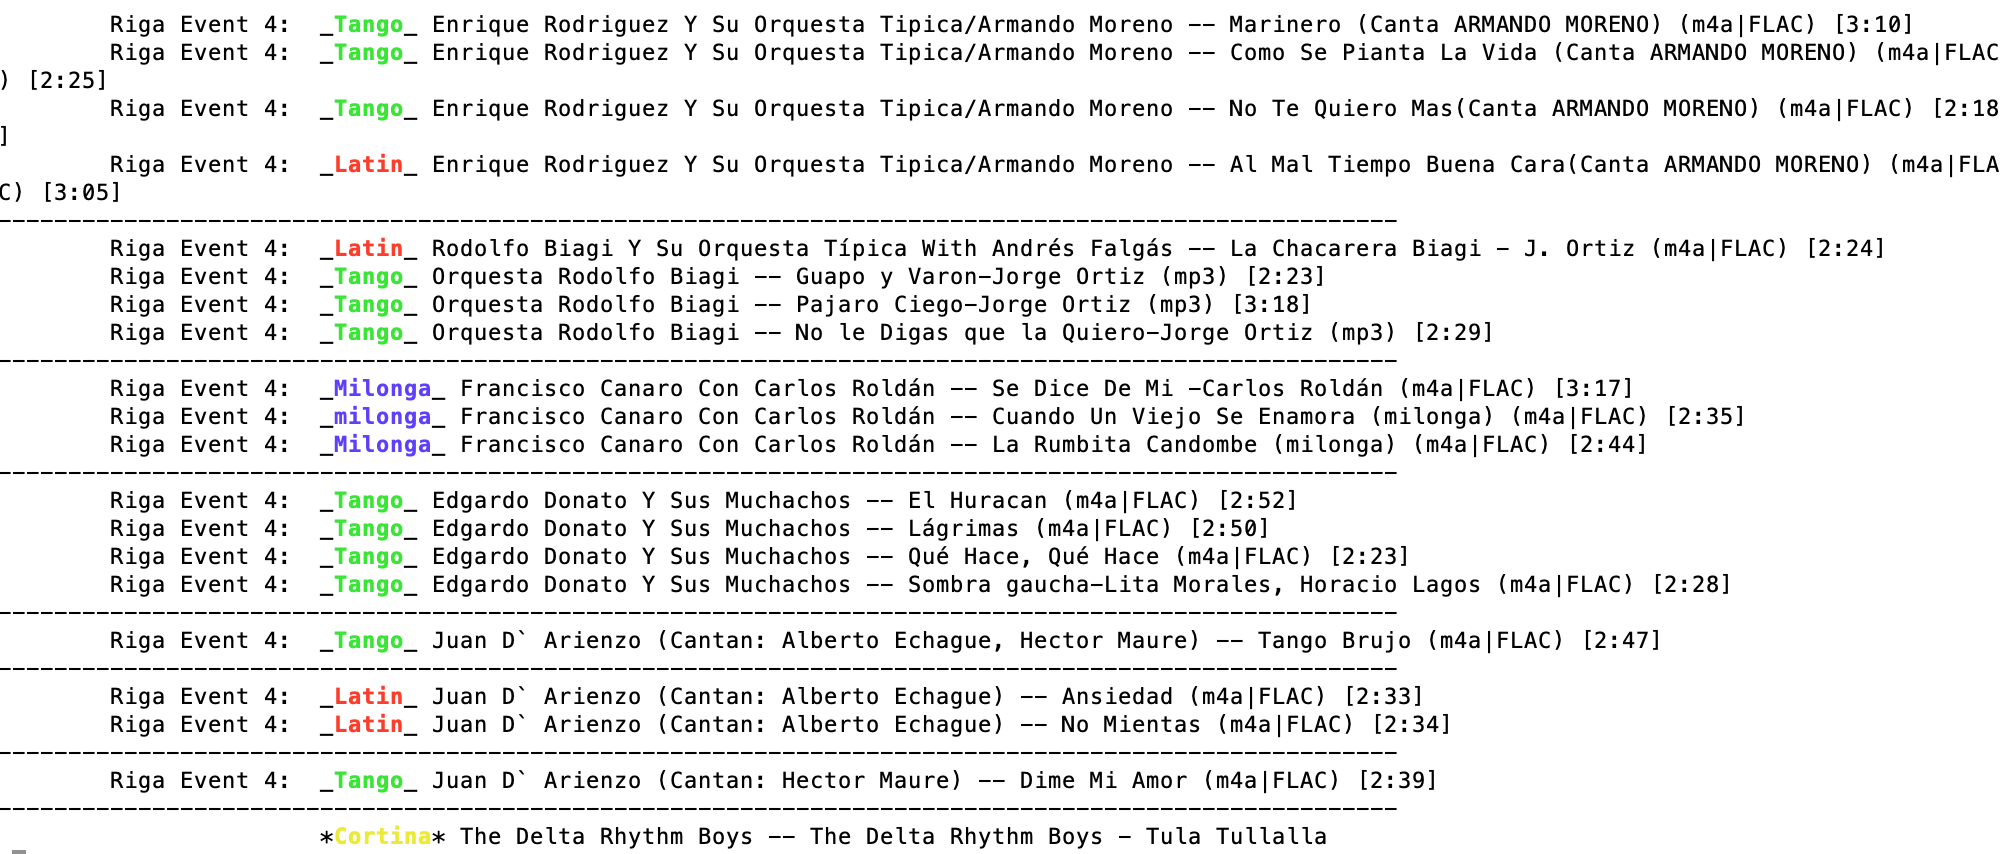 Riga Event 4:  _Tango_ Enrique Rodriguez Y Su Orquesta Tipica/Armando Moreno -- Marinero (Canta ARMANDO MORENO) (m4a|FLAC) [3:10]
Riga Event 4:  _Tango_ Enrique Rodriguez Y Su Orquesta Tipica/Armando Moreno -- Como Se Pianta La Vida (Canta ARMANDO MORENO) (m4a|FLAC
) [2:25]
Riga Event 4:  _Tango_ Enrique Rodriguez Y Su Orquesta Tipica/Armando Moreno -- No Te Quiero Mas(Canta ARMANDO MORENO) (m4a|FLAC) [2:18
]
Riga Event 4:  _Latin_ Enrique Rodriguez Y Su Orquesta Tipica/Armando Moreno -- Al Mal Tiempo Buena Cara(Canta ARMANDO MORENO) (m4a|FLA
C) [3:05]
----------------------------------------------------------------------------------------------------
Riga Event 4:  _Latin_ Rodolfo Biagi Y Su Orquesta Típica With Andrés Falgás -- La Chacarera Biagi - J. Ortiz (m4a|FLAC) [2:24]
Riga Event 4:  _Tango_ Orquesta Rodolfo Biagi -- Guapo y Varon-Jorge Ortiz (mp3) [2:23]
Riga Event 4:  _Tango_ Orquesta Rodolfo Biagi -- Pajaro Ciego-Jorge Ortiz (mp3) [3:18]
Riga Event 4:  _Tango_ Orquesta Rodolfo Biagi -- No le Digas que la Quiero-Jorge Ortiz (mp3) [2:29]
----------------------------------------------------------------------------------------------------
Riga Event 4:  _Milonga_ Francisco Canaro Con Carlos Roldán -- Se Dice De Mi -Carlos Roldán (m4a|FLAC) [3:17]
Riga Event 4:  _milonga_ Francisco Canaro Con Carlos Roldán -- Cuando Un Viejo Se Enamora (milonga) (m4a|FLAC) [2:35]
Riga Event 4:  _Milonga_ Francisco Canaro Con Carlos Roldán -- La Rumbita Candombe (milonga) (m4a|FLAC) [2:44]
----------------------------------------------------------------------------------------------------
Riga Event 4:  _Tango_ Edgardo Donato Y Sus Muchachos -- El Huracan (m4a|FLAC) [2:52]
Riga Event 4:  _Tango_ Edgardo Donato Y Sus Muchachos -- Lágrimas (m4a|FLAC) [2:50]
Riga Event 4:  _Tango_ Edgardo Donato Y Sus Muchachos -- Qué Hace, Qué Hace (m4a|FLAC) [2:23]
Riga Event 4:  _Tango_ Edgardo Donato Y Sus Muchachos -- Sombra gaucha-Lita Morales, Horacio Lagos (m4a|FLAC) [2:28]
----------------------------------------------------------------------------------------------------
Riga Event 4:  _Tango_ Juan D` Arienzo (Cantan: Alberto Echague, Hector Maure) -- Tango Brujo (m4a|FLAC) [2:47]
----------------------------------------------------------------------------------------------------
Riga Event 4:  _Latin_ Juan D` Arienzo (Cantan: Alberto Echague) -- Ansiedad (m4a|FLAC) [2:33]
Riga Event 4:  _Latin_ Juan D` Arienzo (Cantan: Alberto Echague) -- No Mientas (m4a|FLAC) [2:34]
----------------------------------------------------------------------------------------------------
Riga Event 4:  _Tango_ Juan D` Arienzo (Cantan: Hector Maure) -- Dime Mi Amor (m4a|FLAC) [2:39]
----------------------------------------------------------------------------------------------------
*Cortina* The Delta Rhythm Boys -- The Delta Rhythm Boys - Tula Tullalla